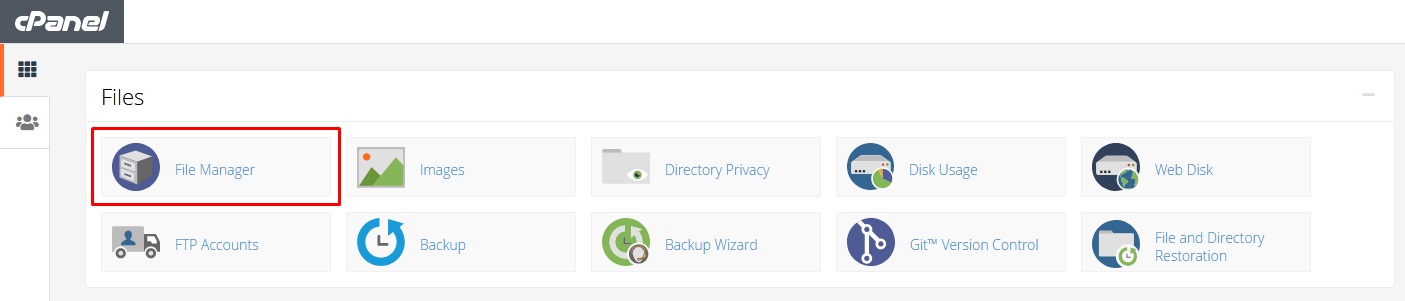 cPanel
Files
File Manager
Images
Directory Privacy
Disk Usage
Web Disk
FTP Accounts
Backup
Backup Wizard
Git™ Version Control
File and Directory
Restoration